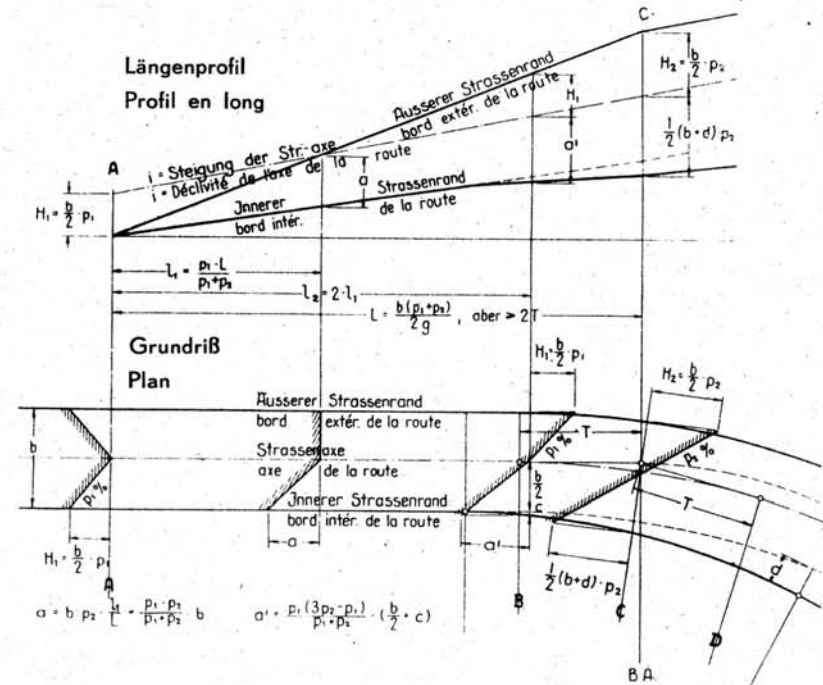 Längenprofil
Profil en long
C.
A
Äusserer Strassenrand
bord extér. de la route
i = Steigung der Str. axe
i = Déclivité de l'axe de la route
H₁
H₂ = b/2 · p₂
a'
½(b+d) · p₂
H₁ = b/2 · p₁
a
Jnnerer Strassenrand
bord intér. de la route
l₁ = p₁ · L / p₁+p₂
l₂ = 2 · l₁
L = b(p₁+p₂) / 2g , aber ≥ 2T
Grundriß
Plan
H₁ = b/2 · p₁
H₂ = b/2 · p₂
Äusserer Strassenrand
bord extér. de la route
b
Strassenaxe
axe de la route
p₁ %
p₁ %
T
p₂ %
b/2
c
T
Jnnerer Strassenrand
bord intér. de la route
H₁ = b/2 · p₁
a
a'
½(b+d) · p₂
d
A
B
C
D
a = b · p₂ · l₁/L = p₁ · p₂ / p₁+p₂ · b
a' = p₁(3p₂-p₁) / p₁+p₂ · (b/2 + c)
B A.